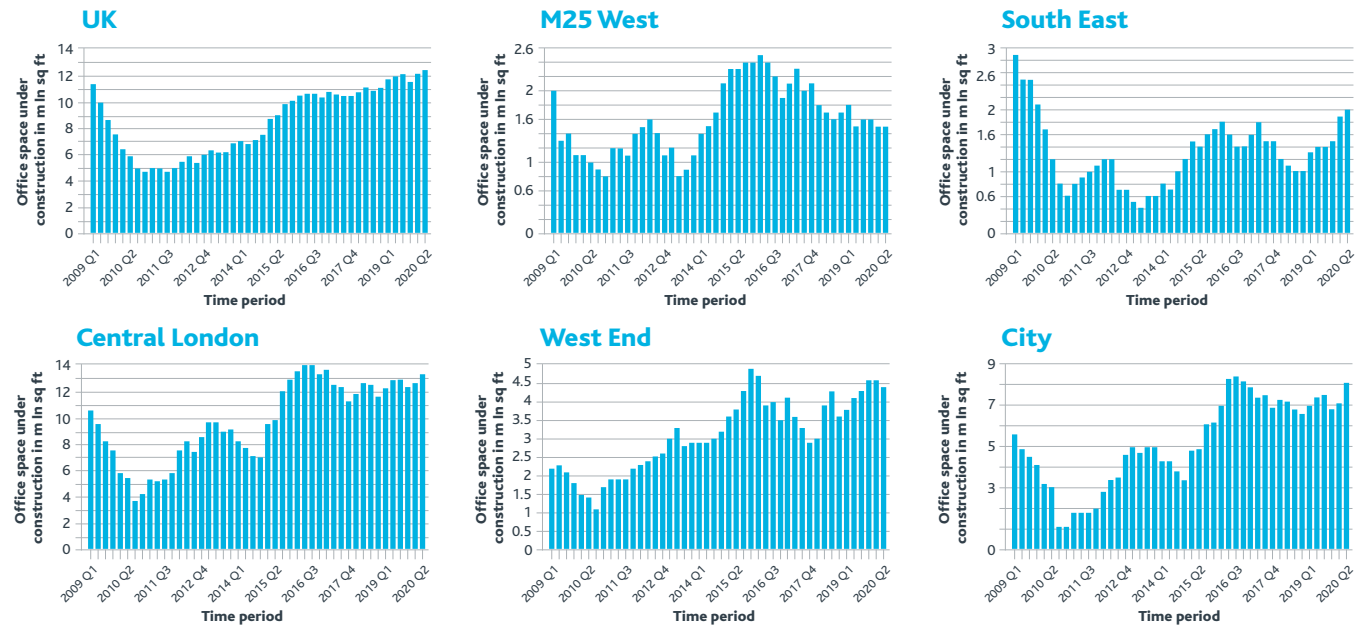 UK
Office space under
construction in m ln sq ft
14
12
10
8
6
4
2
0
2009 Q1
2010 Q2
2011 Q3
2012 Q4
2014 Q1
2015 Q2
2016 Q3
2017 Q4
2019 Q1
2020 Q2
Time period
M25 West
Office space under
construction in m ln sq ft
2.6
2
1.6
1
0.6
0
2009 Q1
2010 Q2
2011 Q3
2012 Q4
2014 Q1
2015 Q2
2016 Q3
2017 Q4
2019 Q1
2020 Q2
Time period
South East
Office space under
construction in m ln sq ft
3
2.6
2
1.6
1
0.6
0
2009 Q1
2010 Q2
2011 Q3
2012 Q4
2014 Q1
2015 Q2
2016 Q3
2017 Q4
2019 Q1
2020 Q2
Time period
Central London
Office space under
construction in m ln sq ft
14
12
10
8
6
4
2
0
2009 Q1
2010 Q2
2011 Q3
2012 Q4
2014 Q1
2015 Q2
2016 Q3
2017 Q4
2019 Q1
2020 Q2
Time period
West End
Office space under
construction in m ln sq ft
5
4.5
4
3.5
3
2.5
2
1.5
1
0.5
0
2009 Q1
2010 Q2
2011 Q3
2012 Q4
2014 Q1
2015 Q2
2016 Q3
2017 Q4
2019 Q1
2020 Q2
Time period
City
Office space under
construction in m ln sq ft
9
7
5
3
0
2009 Q1
2010 Q2
2011 Q3
2012 Q4
2014 Q1
2015 Q2
2016 Q3
2017 Q4
2019 Q1
2020 Q2
Time period